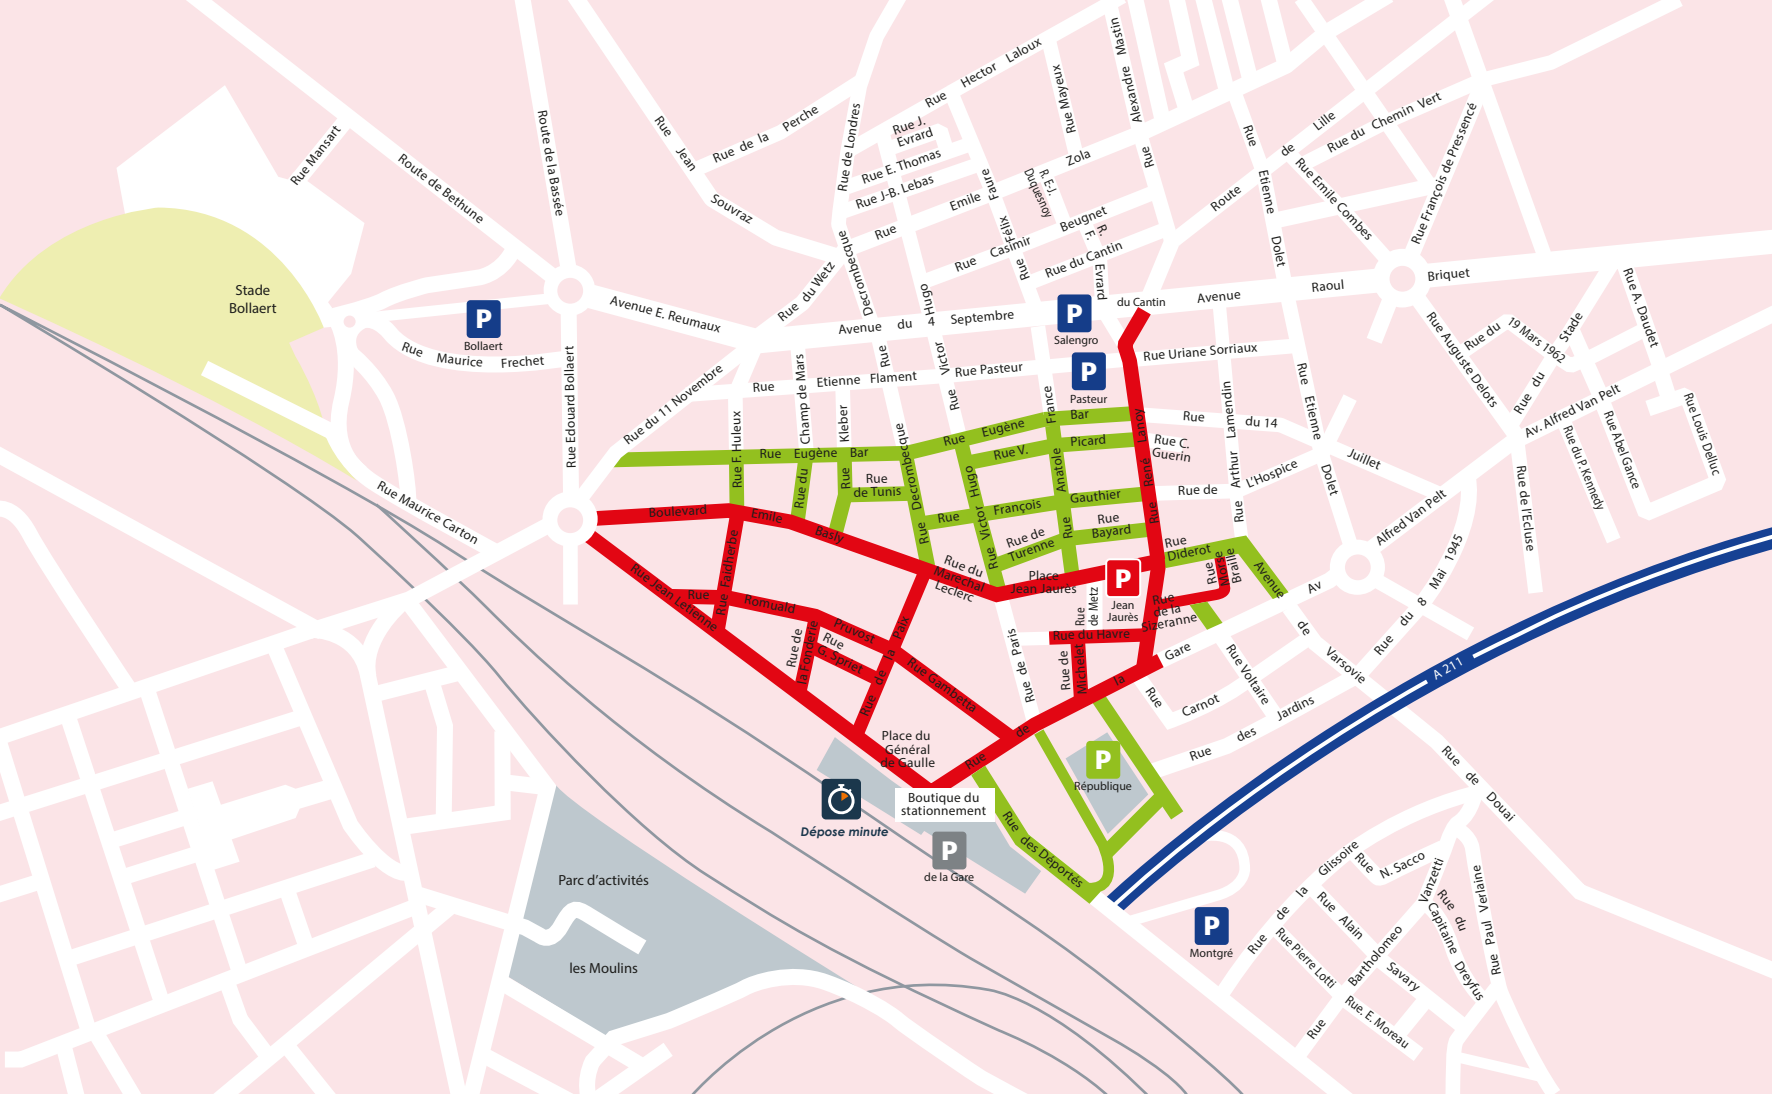 Rue Mansart
Route de Bethune
Route de la Bassée
Rue Jean Souvraz
Rue de la Perche
Rue de Londres
Rue Hector Laloux
Rue J.
Evrard
Rue E. Thomas
Rue J-B. Lebas
Rue Emile Zola
Rue Mayeux
Rue Alexandre Mastin
R. E-J.
Duquesnoy
Rue Félix Faure
Rue Casimir Beugnet
R. F. Evrard
Rue du Cantin
Rue Etienne Dolet
Route de Lille
Rue du Chemin Vert
Rue Emile Combes
Rue François de Pressencé
Stade
Bollaert
P
Bollaert
Avenue E. Reumaux
Rue du Wetz
Rue Decrombecque
Rue Victor Hugo
Avenue du 4 Septembre
P
Salengro
du Cantin
Avenue Raoul Briquet
Rue Maurice Frechet
Rue Edouard Bollaert
Rue du 11 Novembre
Rue Etienne Flament
Rue Pasteur
P
Pasteur
Rue Uriane Sorriaux
Rue Auguste Delots
Rue du 19 Mars 1962
Rue du Stade
Rue A. Daudet
Av. Alfred Van Pelt
Rue du P. Kennedy
Rue Abel Gance
Rue Louis Delluc
Rue de l'Ecluse
Rue F. Huleux
Rue du Champ de Mars
Rue Kleber
Rue Eugène Bar
Rue Eugène Bar
Rue Decrombecque
Rue
de Tunis
Rue V. Picard
Rue Victor Hugo
Rue Anatole France
Rue François Gauthier
Rue de
Turenne
Rue
Bayard
Rue René Lanoy
Rue C.
Guerin
Rue du 14 Juillet
Rue Arthur Lamendin
Rue de L'Hospice
Rue Etienne Dolet
Alfred Van Pelt
Rue Maurice Carton
Boulevard Emile Basly
Rue Faidherbe
Rue Jean Letienne
Rue Romuald Pruvost
Rue de
la Fonderie
Rue
G. Spriet
Rue de la Paix
Rue Gambetta
Rue du
Maréchal
Leclerc
Place
Jean Jaurès
P
Jean
Jaurès
Rue
de Metz
Rue
Diderot
Rue
Morse
Braille
Rue
de la
Sizeranne
Rue du Havre
Rue de
Michelet
Rue de Paris
Rue de la Gare
Avenue de Varsovie
Av
Rue Voltaire
Rue Carnot
Rue des Jardins
Rue du 8 Mai 1945
A 211
Rue de Douai
Place du
Général
de Gaulle
Boutique du
stationnement
Dépose minute
P
de la Gare
P
République
Rue des Déportés
P
Montgré
Parc d'activités
les Moulins
Rue de la Glissoire
Rue N. Sacco
Rue Bartholomeo Vanzetti
Rue du
Capitaine Dreyfus
Rue Paul Verlaine
Rue Alain Savary
Rue Pierre Lotti
Rue. E. Moreau